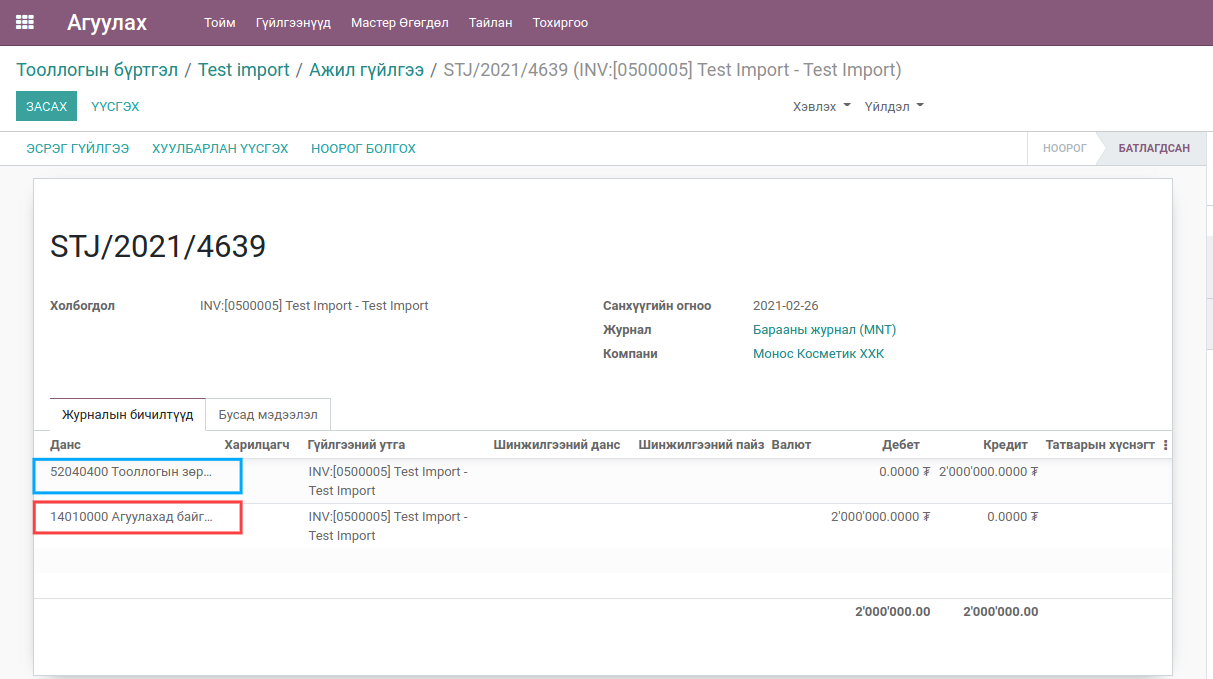 Агуулах Тойм Гүйлгээнүүд Мастер Өгөгдөл Тайлан Тохиргоо
Тооллогын бүртгэл / Test import / Ажил гүйлгээ / STJ/2021/4639 (INV:[0500005] Test Import - Test Import)
ЗАСАХ ҮҮСГЭХ Хэвлэх Үйлдэл
ЭСРЭГ ГҮЙЛГЭЭ ХУУЛБАРЛАН ҮҮСГЭХ НООРОГ БОЛГОХ НООРОГ БАТЛАГДСАН
STJ/2021/4639
Холбогдол INV:[0500005] Test Import - Test Import Санхүүгийн огноо 2021-02-26
Журнал Барааны журнал (MNT)
Компани Монос Косметик ХХК
Журналын бичилтүүд Бусад мэдээлэл
Данс Харилцагч Гүйлгээний утга Шинжилгээний данс Шинжилгээний пайз Валют Дебет Кредит Татварын хүснэгт
52040400 Тооллогын зөр... INV:[0500005] Test Import - 0.0000 ₮ 2'000'000.0000 ₮
Test Import
14010000 Агуулахад байг... INV:[0500005] Test Import - 2'000'000.0000 ₮ 0.0000 ₮
Test Import
2'000'000.00 2'000'000.00